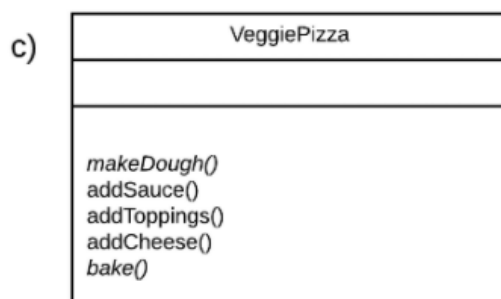 c)
VeggiePizza
makeDough()
addSauce()
addToppings()
addCheese()
bake()